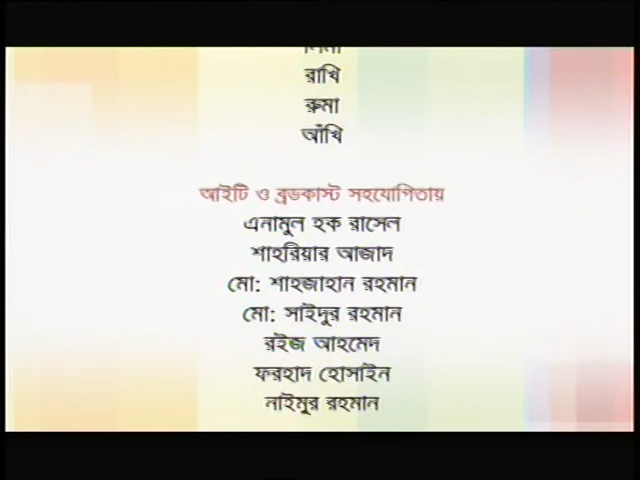 রাখি
রুমা
আঁখি
আইটি ও ব্রডকাস্ট সহযোগিতায়
এনামুল হক রাসেল
শাহরিয়ার আজাদ
মো: শাহজাহান রহমান
মো: সাইদুর রহমান
রইজ আহমেদ
ফরহাদ হোসাইন
নাইমুর রহমান